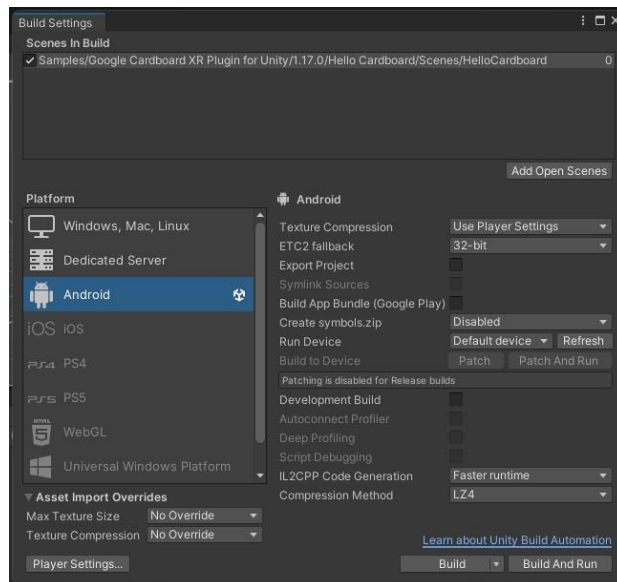 Build Settings
Scenes In Build
Samples/Google Cardboard XR Plugin for Unity/1.17.0/Hello Cardboard/Scenes/HelloCardboard 0
Add Open Scenes
Platform
Windows, Mac, Linux
Dedicated Server
Android
iOS iOS
PS4 PS4
PS5 PS5
HTML 5 WebGL
Universal Windows Platform
Android
Texture Compression Use Player Settings
ETC2 fallback 32-bit
Export Project
Symlink Sources
Build App Bundle (Google Play)
Create symbols.zip Disabled
Run Device Default device Refresh
Build to Device Patch Patch And Run
Patching is disabled for Release builds
Development Build
Autoconnect Profiler
Deep Profiling
Script Debugging
IL2CPP Code Generation Faster runtime
Compression Method LZ4
Asset Import Overrides
Max Texture Size No Override
Texture Compression No Override
Learn about Unity Build Automation
Player Settings... Build Build And Run